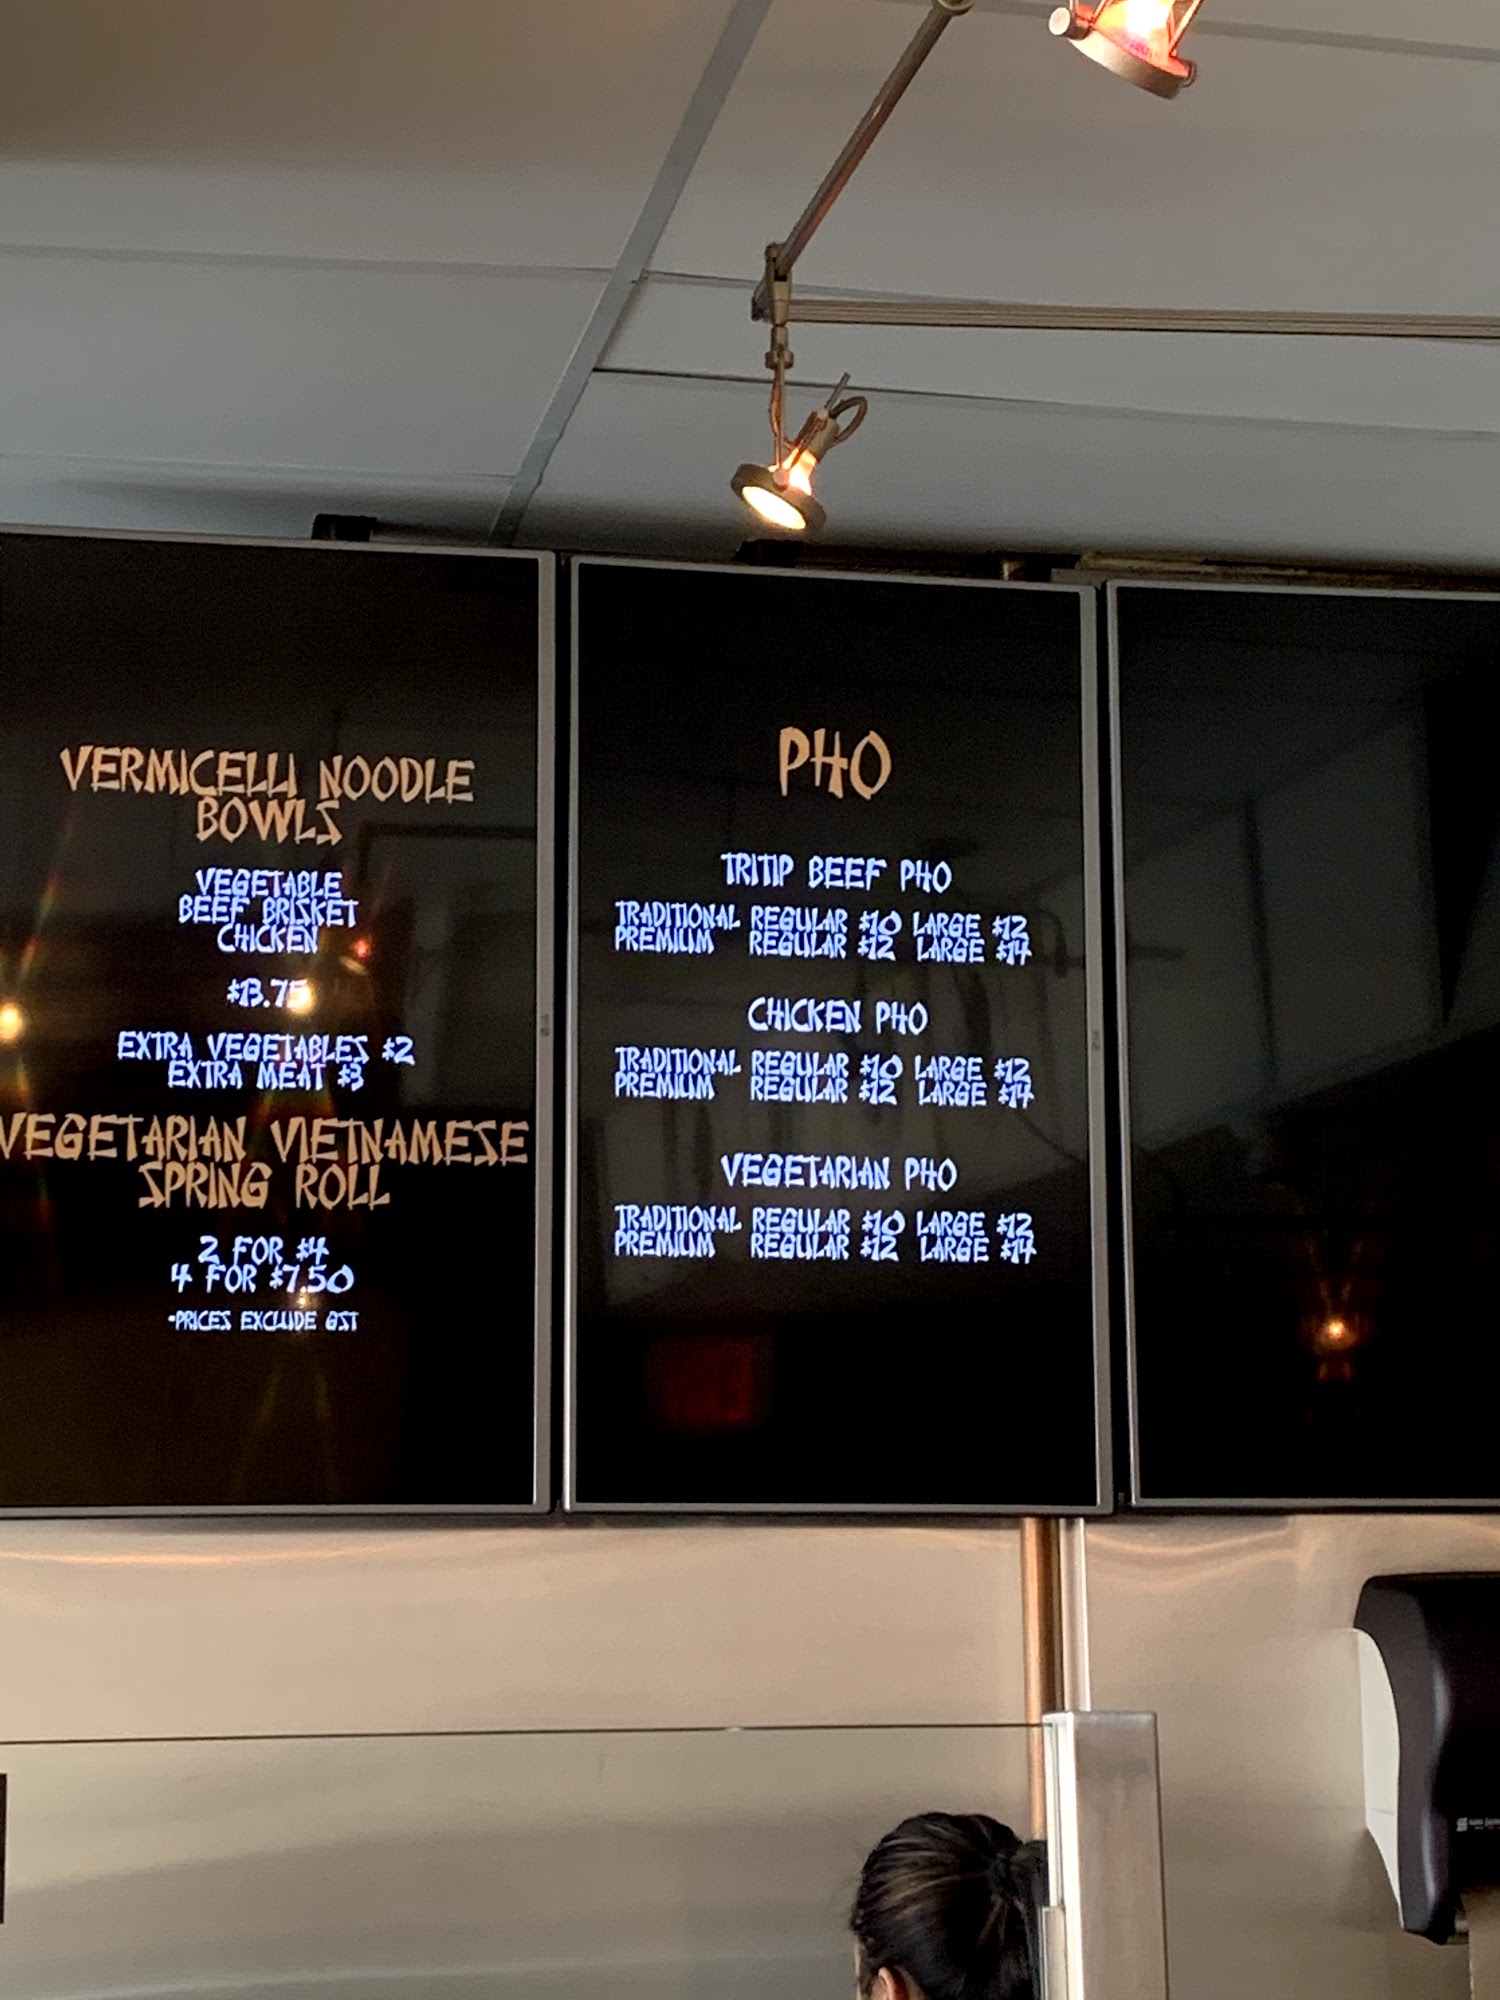 VERMICELLI NOODLE
BOWLS
VEGETABLE
BEEF BRISKET
CHICKEN
$13.75
EXTRA VEGETABLES $2
EXTRA MEAT $3
VEGETARIAN VIETNAMESE
SPRING ROLL
2 FOR $4
4 FOR $7.50
*PRICES EXCLUDE GST
PHO
TRITIP BEEF PHO
TRADITIONAL REGULAR $10 LARGE $12
PREMIUM REGULAR $12 LARGE $14
CHICKEN PHO
TRADITIONAL REGULAR $10 LARGE $12
PREMIUM REGULAR $12 LARGE $14
VEGETARIAN PHO
TRADITIONAL REGULAR $10 LARGE $12
PREMIUM REGULAR $12 LARGE $14